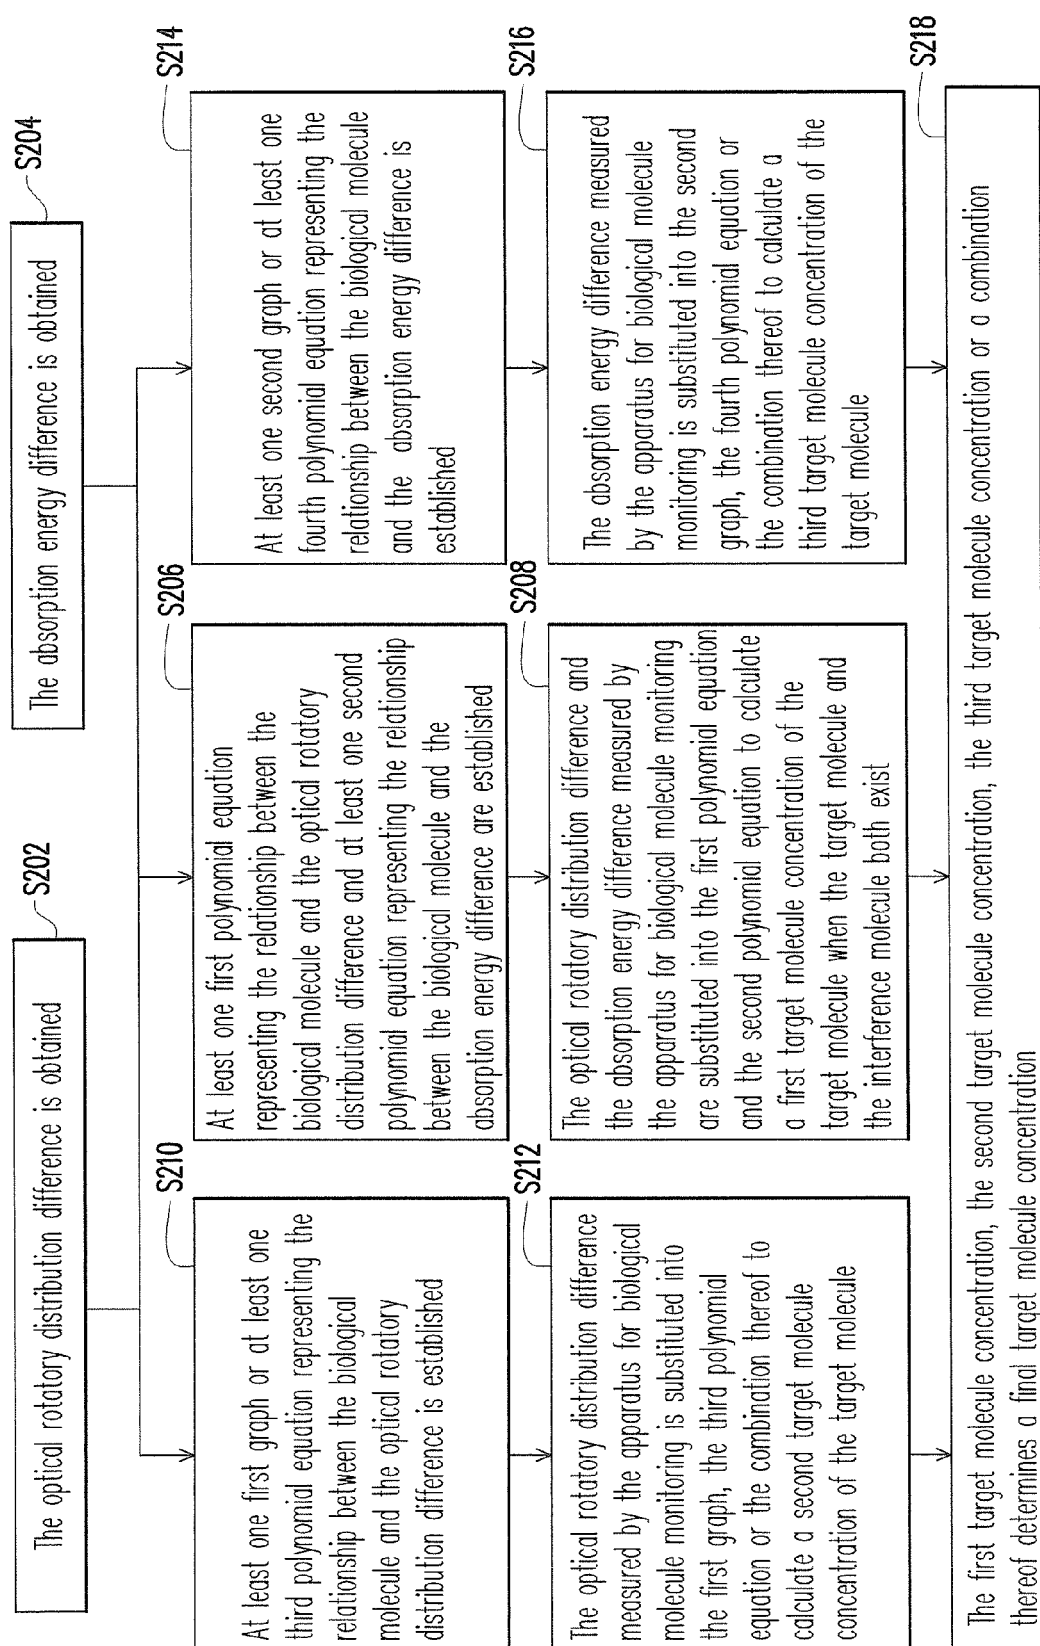 The optical rotatory distribution difference is obtained
S202
The absorption energy difference is obtained
S204
S210
At least one first graph or at least one
third polynomial equation representing the
relationship between the biological
molecule and the optical rotatory
distribution difference is established
S206
At least one first polynomial equation
representing the relationship between the
biological molecule and the optical rotatory
distribution difference and at least one second
polynomial equation representing the relationship
between the biological molecule and the
absorption energy difference are established
S214
At least one second graph or at least one
fourth polynomial equation representing the
relationship between the biological molecule
and the absorption energy difference is
established
S212
The optical rotatory distribution difference
measured by the apparatus for biological
molecule monitoring is substituted into
the first graph, the third polynomial
equation or the combination thereof to
calculate a second target molecule
concentration of the target molecule
S208
The optical rotatory distribution difference and
the absorption energy difference measured by
the apparatus for biological molecule monitoring
are substituted into the first polynomial equation
and the second polynomial equation to calculate
a first target molecule concentration of the
target molecule when the target molecule and
the interference molecule both exist
S216
The absorption energy difference measured
by the apparatus for biological molecule
monitoring is substituted into the second
graph, the fourth polynomial equation or
the combination thereof to calculate a
third target molecule concentration of the
target molecule
S218
The first target molecule concentration, the second target molecule concentration, the third target molecule concentration or a combination
thereof determines a final target molecule concentration